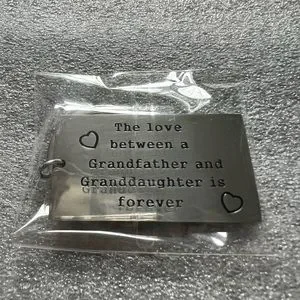 The love
between a
Grandfather and
Granddaughter is
forever